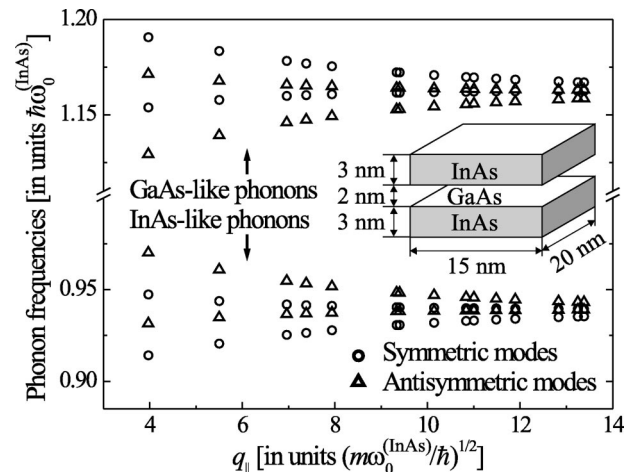 Phonon frequencies [in units ħω₀^(InAs)]
1.20
1.15
0.95
0.90
GaAs-like phonons
InAs-like phonons
3 nm
2 nm
3 nm
InAs
GaAs
InAs
15 nm
20 nm
Symmetric modes
Antisymmetric modes
4 6 8 10 12 14
q∥ [in units (mω₀^(InAs)/ħ)^1/2]